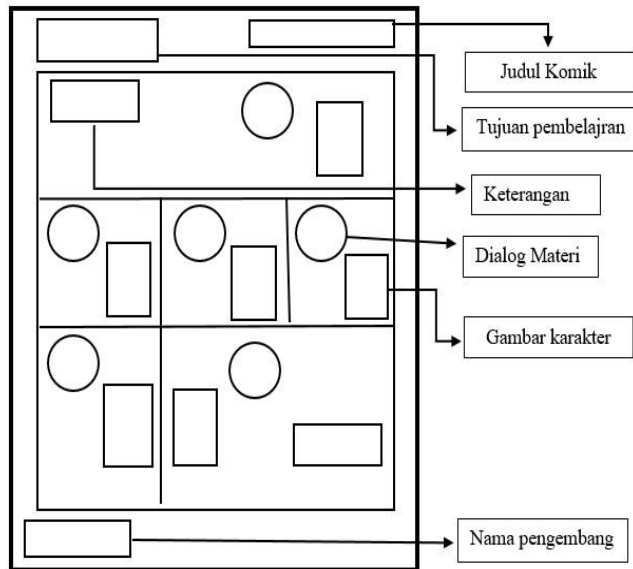 Judul Komik
Tujuan pembelajran
Keterangan
Dialog Materi
Gambar karakter
Nama pengembang